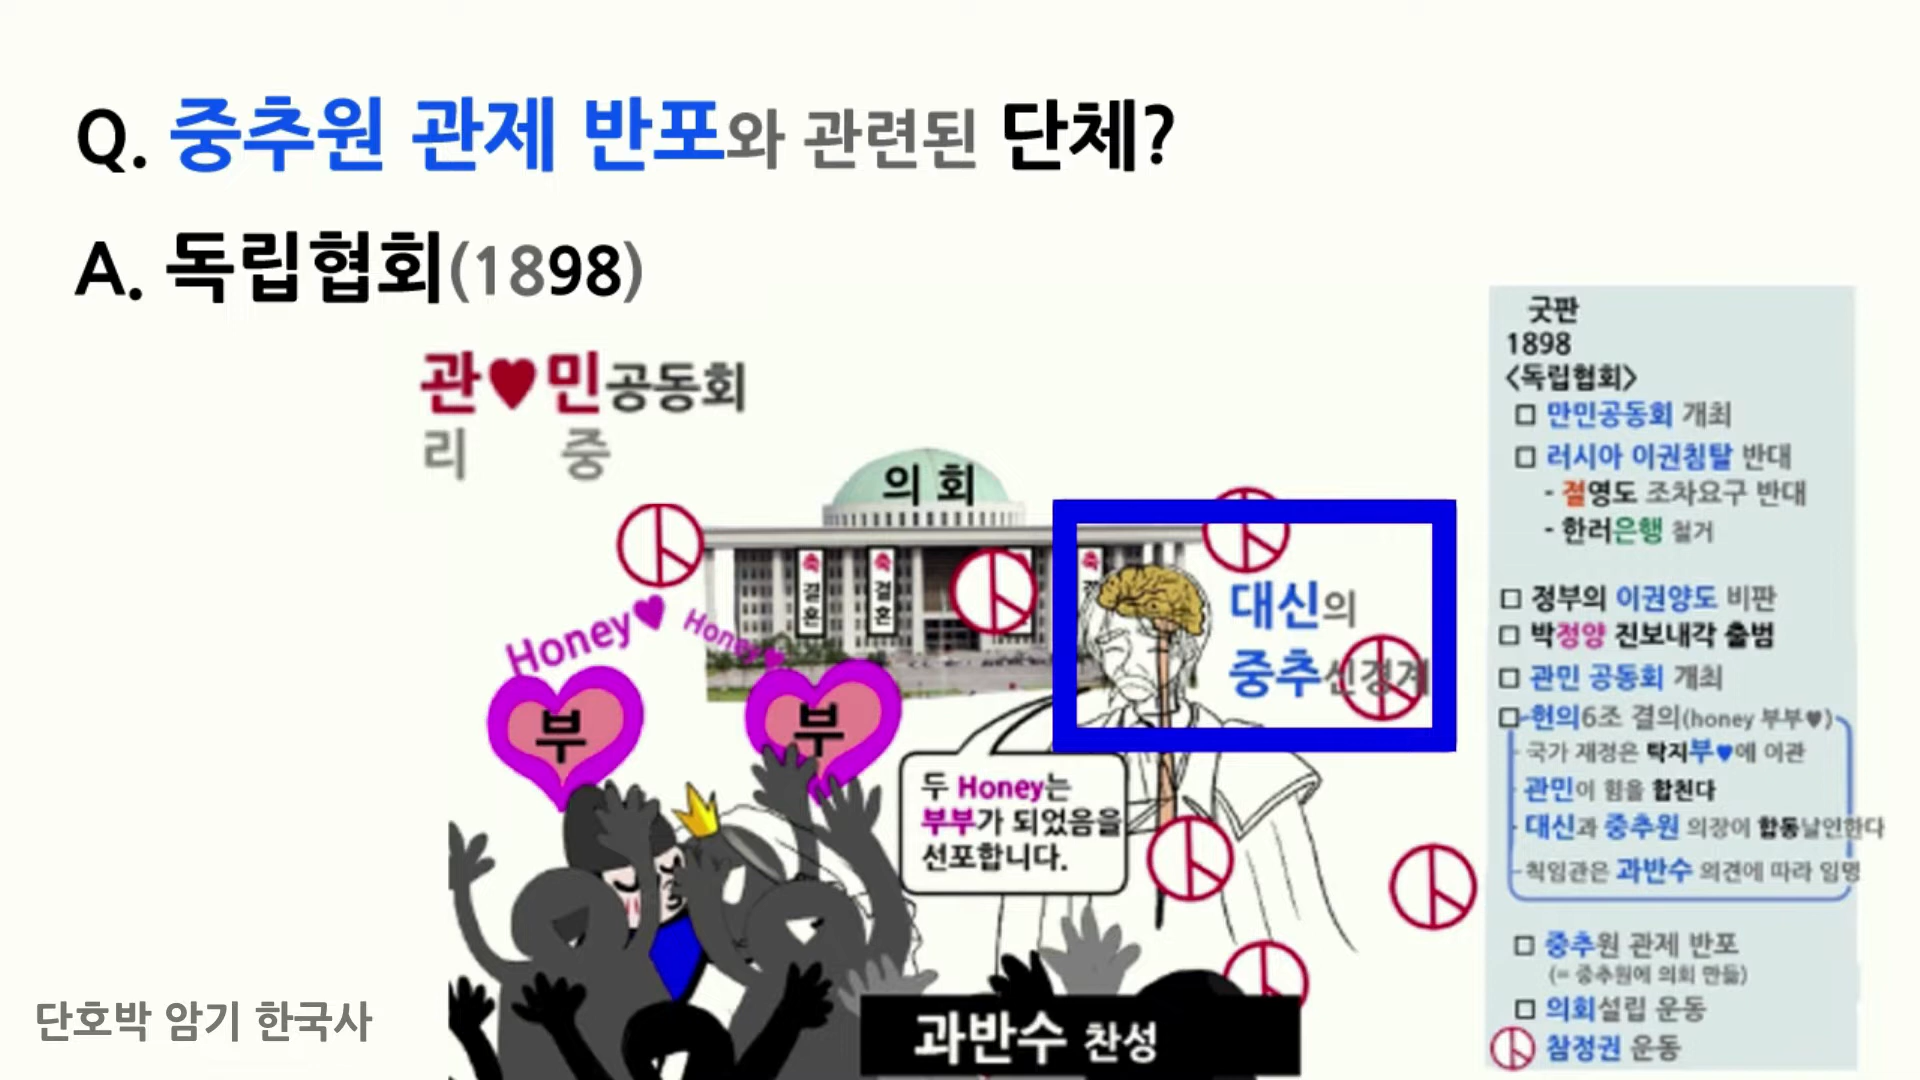 Q. 중추원 관제 반포와 관련된 단체?
A. 독립협회(1898)
관♥민공동회
리 중
의 회
축 결혼
축 결혼
축
Honey♥ Honey♥
부 부
대신의
중추신경계
두 Honey는
부부가 되었음을
선포합니다.
과반수 찬성
단호박 암기 한국사
굿판
1898
<독립협회>
□ 만민공동회 개최
□ 러시아 이권침탈 반대
- 절영도 조차요구 반대
- 한러은행 철거
□ 정부의 이권양도 비판
□ 박정양 진보내각 출범
□ 관민 공동회 개최
□ 헌의6조 결의(honey 부부♥)
- 국가 재정은 탁지부♥에 이관
- 관민이 힘을 합친다
- 대신과 중추원 의장이 합동날인한다
- 칙임관은 과반수 의견에 따라 임명
□ 중추원 관제 반포
(= 중추원에 의회 만듦)
□ 의회설립 운동
참정권 운동